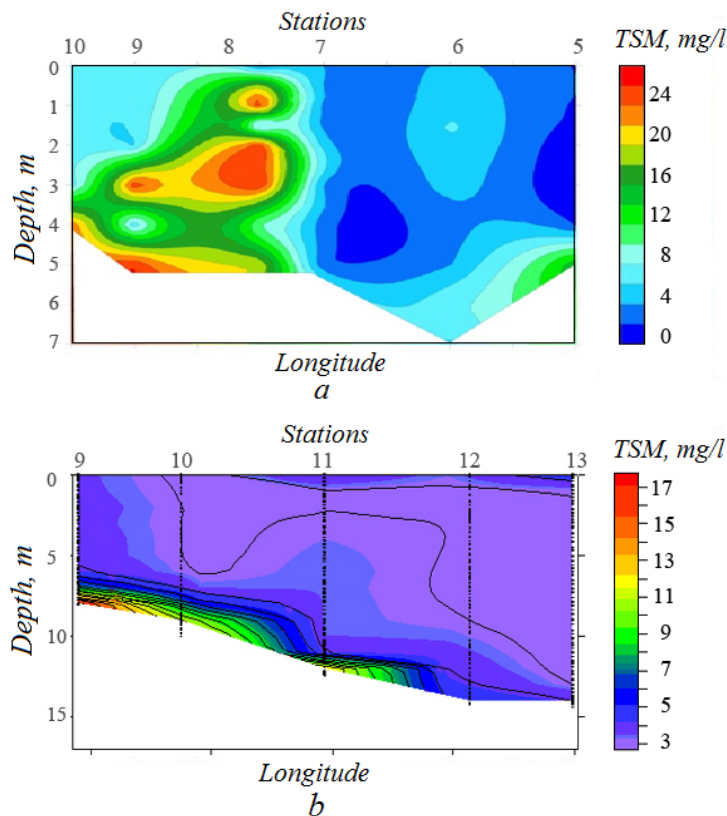 Stations
TSM, mg/l
10 9 8 7 6 5
0
1
2
3
4
5
6
7
Depth, m
24
20
16
12
8
4
0
Longitude
a
Stations
TSM, mg/l
9 10 11 12 13
0
5
10
15
Depth, m
17
15
13
11
9
7
5
3
Longitude
b